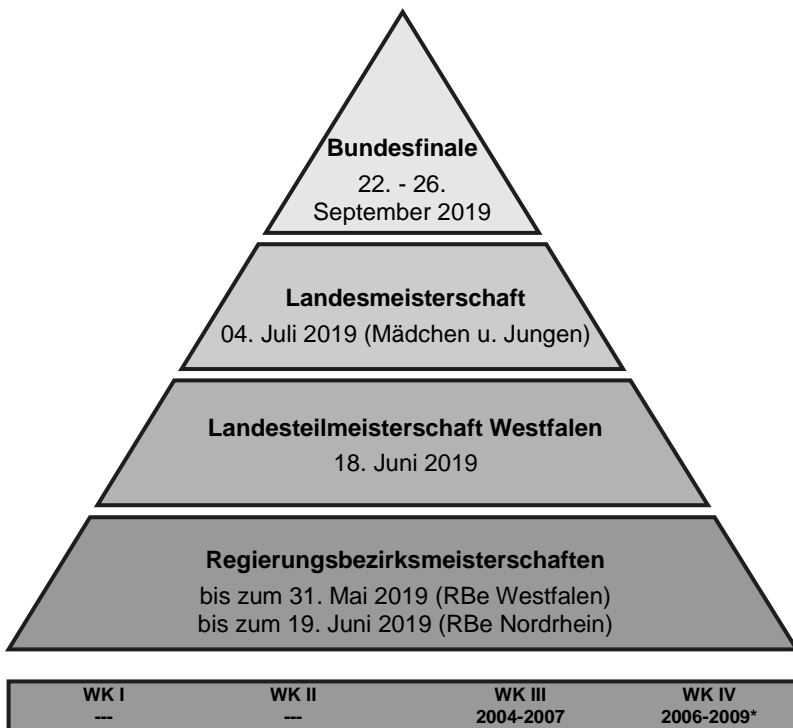 Bundesfinale
22. - 26.
September 2019
Landesmeisterschaft
04. Juli 2019 (Mädchen u. Jungen)
Landesteilmeisterschaft Westfalen
18. Juni 2019
Regierungsbezirksmeisterschaften
bis zum 31. Mai 2019 (RBe Westfalen)
bis zum 19. Juni 2019 (RBe Nordrhein)
WK I WK II WK III WK IV
--- --- 2004-2007 2006-2009*